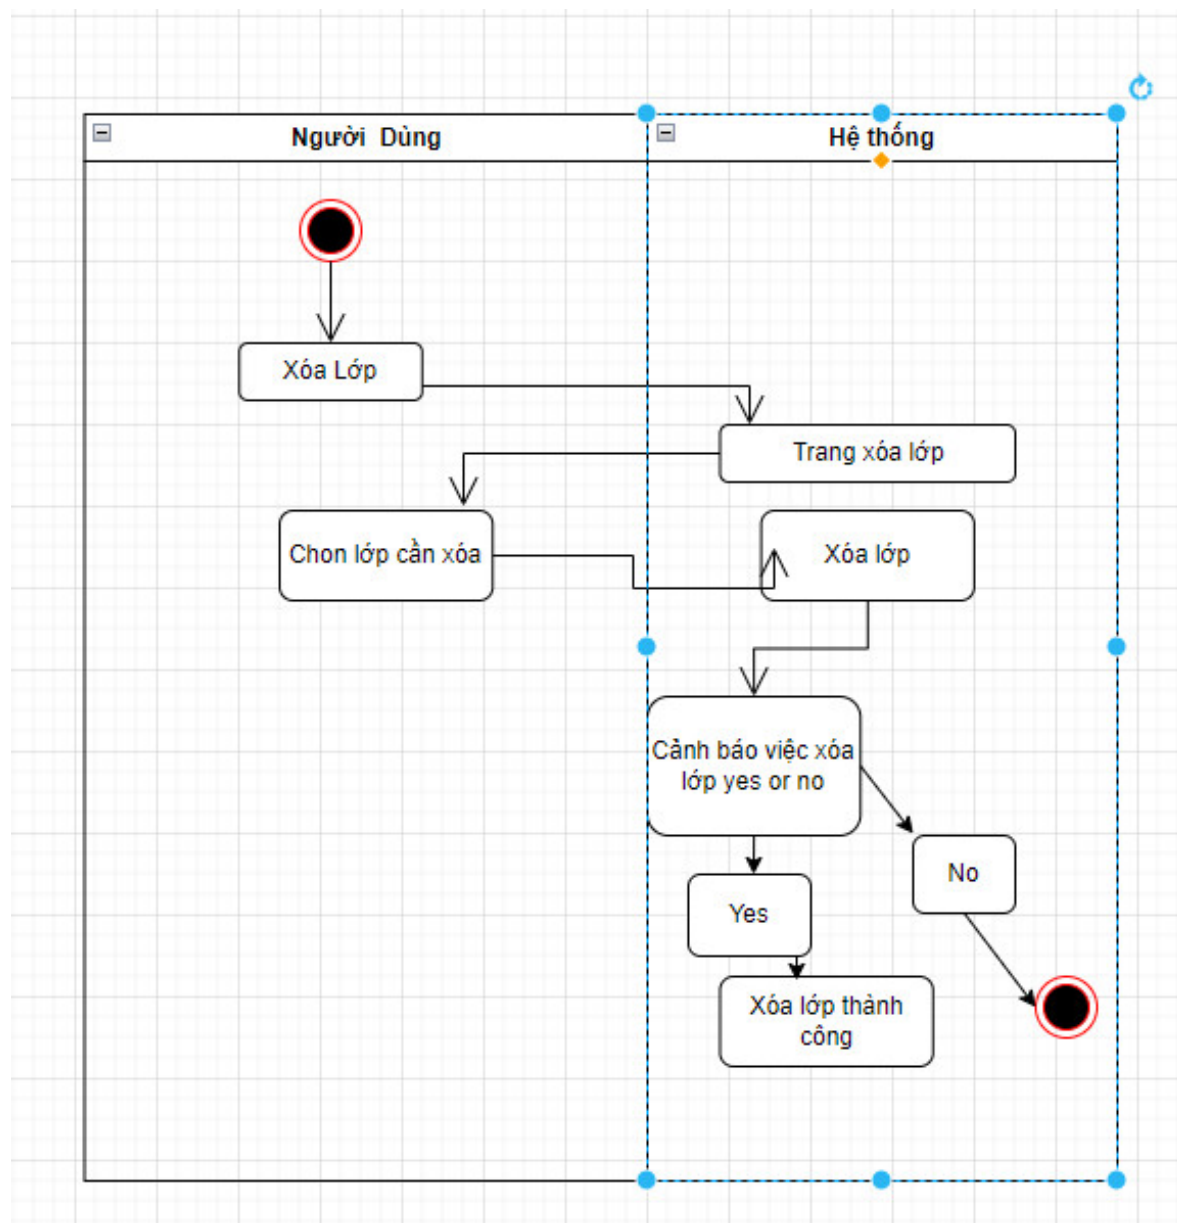 Người Dùng
Hệ thống
Xóa Lớp
Trang xóa lớp
Chon lớp cần xóa
Xóa lớp
Cảnh báo việc xóa
lớp yes or no
No
Yes
Xóa lớp thành
công